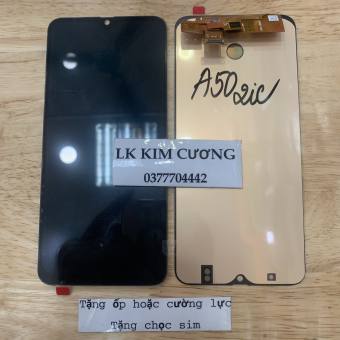 A50 2ic
LK KIM CƯƠNG
0377704442
Tặng ốp hoặc cường lực
Tặng chọc sim